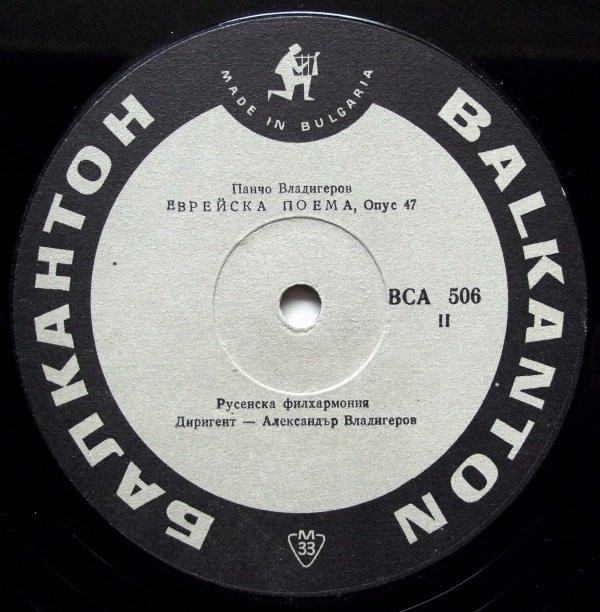 MADE IN BULGARIA
БАЛКАНТОН
BALKANTON
Панчо Владигеров
ЕВРЕЙСКА ПОЕМА, Опус 47
ВСА 506
II
Русенска филхармония
Диригент — Александър Владигеров
M
33